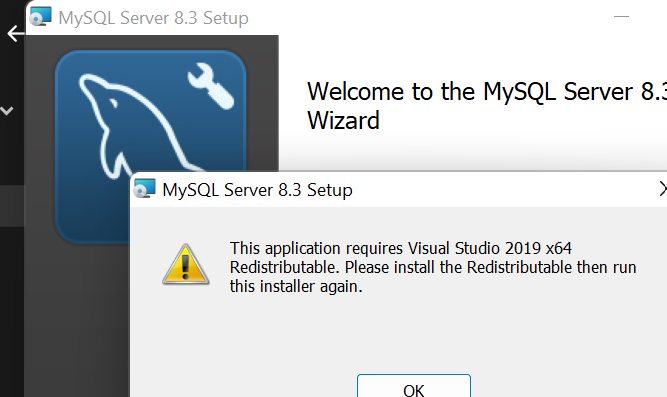 MySQL Server 8.3 Setup
Welcome to the MySQL Server 8.3
Wizard
MySQL Server 8.3 Setup
This application requires Visual Studio 2019 x64
Redistributable. Please install the Redistributable then run
this installer again.
OK